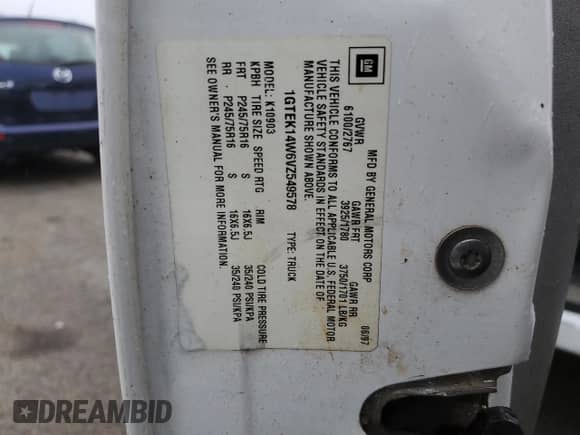 GM
MFD BY GENERAL MOTORS CORP 06/97
GVWR GAWR FRT GAWR RR
6100/2767 3925/1780 3750/1701 LB/KG
THIS VEHICLE CONFORMS TO ALL APPLICABLE U.S. FEDERAL MOTOR
VEHICLE SAFETY STANDARDS IN EFFECT ON THE DATE OF
MANUFACTURE SHOWN ABOVE.
1GTEK14W6VZ549578 TYPE: TRUCK
MODEL: K10903
KPBH TIRE SIZE SPEED RTG RIM COLD TIRE PRESSURE
FRT P245/75R16 S 16X6.5J 35/240 PSI/KPA
RR P245/75R16 S 16X6.5J 35/240 PSI/KPA
SEE OWNER'S MANUAL FOR MORE INFORMATION.
DREAMBID